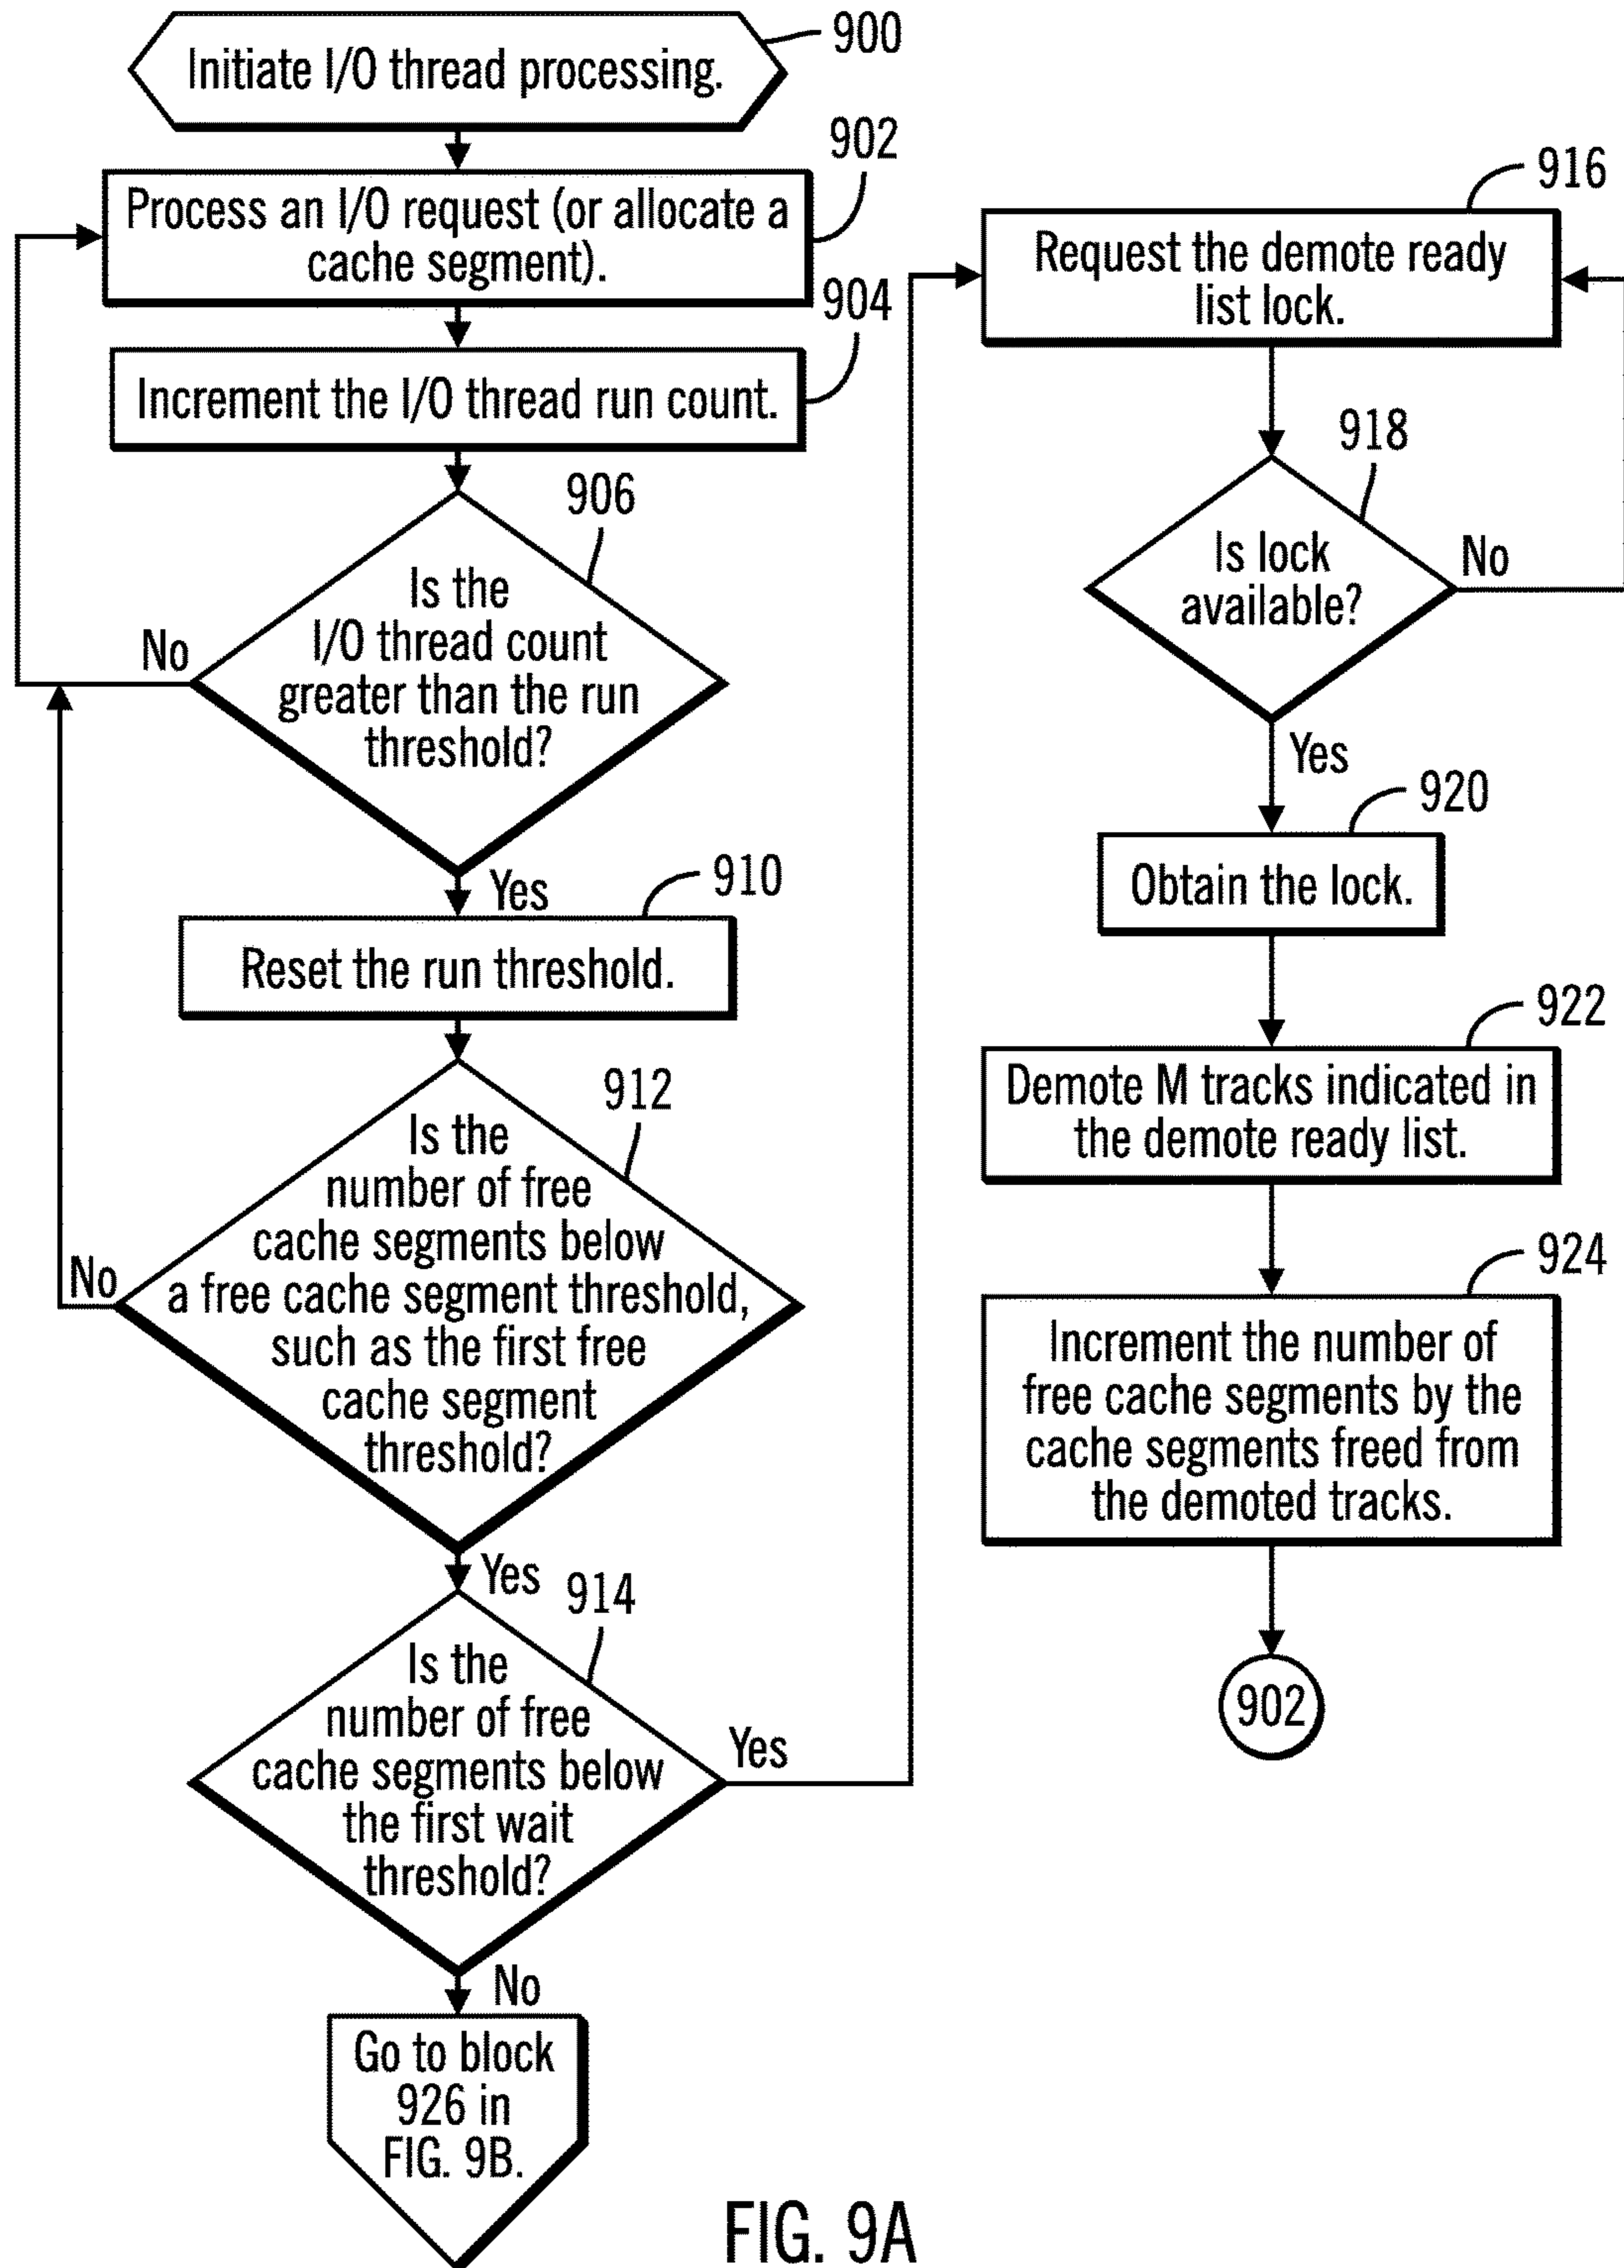 Initiate I/O thread processing.
900
902
Process an I/O request (or allocate a
cache segment).
904
Increment the I/O thread run count.
906
Is the
I/O thread count
greater than the run
threshold?
No
Yes
910
Reset the run threshold.
912
Is the
number of free
cache segments below
a free cache segment threshold,
such as the first free
cache segment
threshold?
No
Yes
914
Is the
number of free
cache segments below
the first wait
threshold?
Yes
No
Go to block
926 in
FIG. 9B.
916
Request the demote ready
list lock.
918
Is lock
available?
No
Yes
920
Obtain the lock.
922
Demote M tracks indicated in
the demote ready list.
924
Increment the number of
free cache segments by the
cache segments freed from
the demoted tracks.
902
FIG. 9A